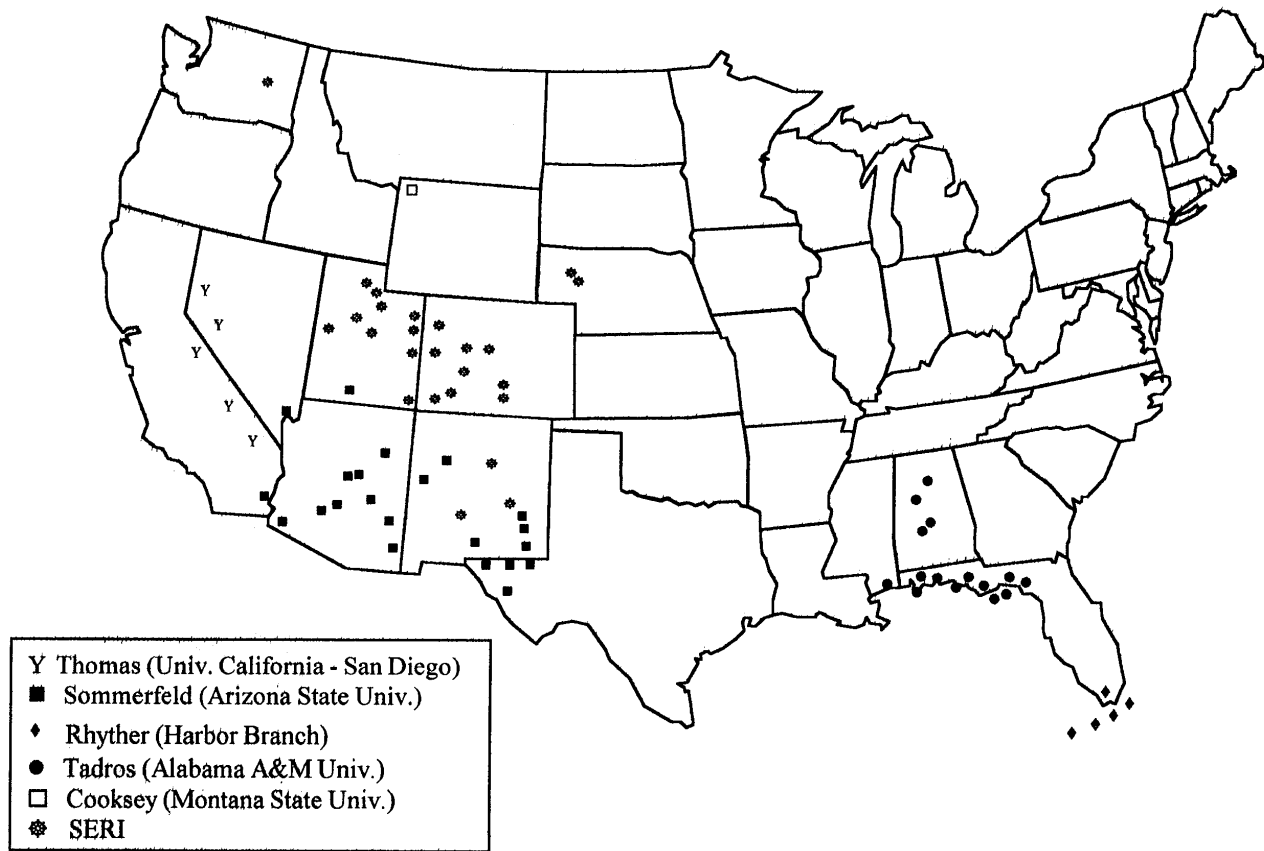 Y
Y
Y
Y
Y
Y Thomas (Univ. California - San Diego)
Sommerfeld (Arizona State Univ.)
Rhyther (Harbor Branch)
Tadros (Alabama A&M Univ.)
Cooksey (Montana State Univ.)
SERI